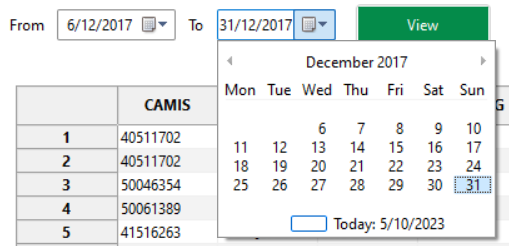 From 6/12/2017 To 31/12/2017 View
December 2017
Mon Tue Wed Thu Fri Sat Sun
6 7 8 9 10
11 12 13 14 15 16 17
18 19 20 21 22 23 24
25 26 27 28 29 30 31
Today: 5/10/2023
CAMIS G
1 40511702
2 40511702
3 50046354
4 50061389
5 41516263